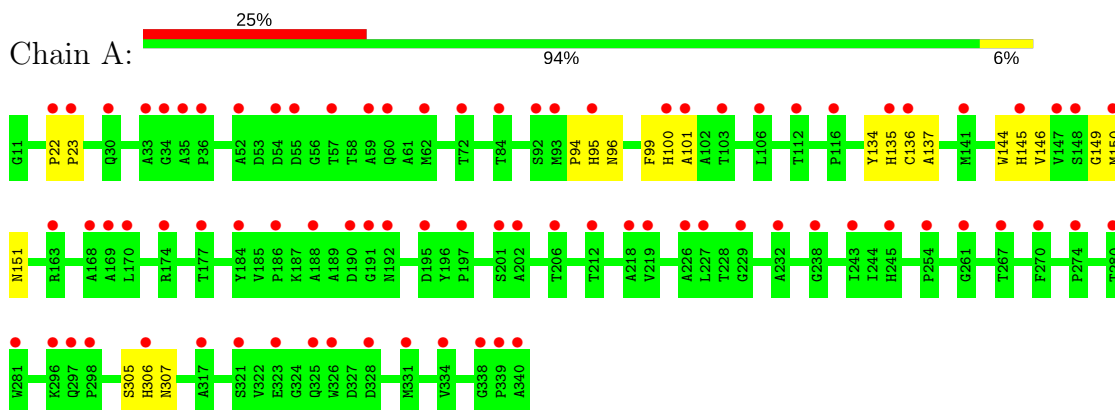 25%
Chain A:
94% 6%
G11 P22 P23 Q30 A33 G34 A35 P36 A52 D53 D54 D55 G56 T57 T58 A59 Q60 A61 M62 T72 T84 S92 M93 P94 H95 N96 F99 H100 A101 A102 T103 L106 T112 P116 Y134 H135 C136 A137 M141 W144 H145 V146 V147 S148 G149 M150
N151 R163 A168 A169 L170 R174 T177 Y184 V185 P186 K187 A188 A189 D190 G191 N192 D195 Y196 P197 S201 A202 T206 T212 A218 V219 A226 L227 T228 G229 A232 G238 I243 I244 H245 P254 G261 T267 F270 P274 T280
W281 K296 Q297 P298 S305 H306 N307 A317 S321 V322 E323 G324 Q325 W326 D327 D328 M331 V334 G338 P339 A340